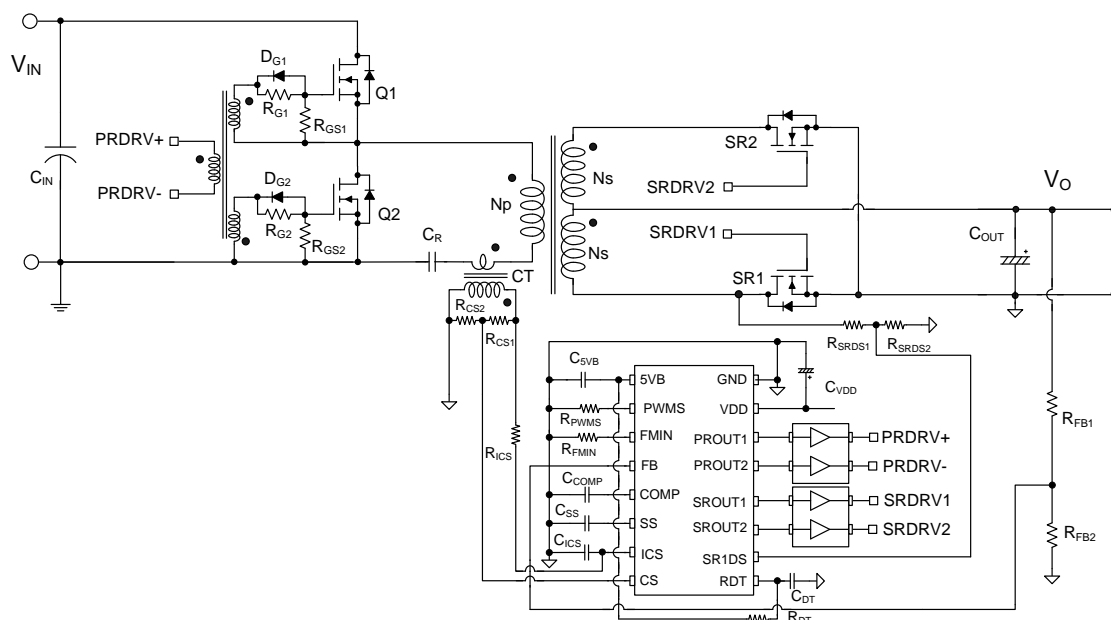 VIN
CIN
PRDRV+
PRDRV-
DG1
RG1
RGS1
Q1
DG2
RG2
RGS2
Q2
CR
CT
Np
Ns
Ns
SR2
SRDRV2
SRDRV1
SR1
VO
COUT
RCS2
RCS1
RICS
RSRDS1
RSRDS2
C5VB
RPWMS
RFMIN
CCOMP
CSS
CICS
5VB
PWMS
FMIN
FB
COMP
SS
ICS
CS
GND
VDD
PROUT1
PROUT2
SROUT1
SROUT2
SR1DS
RDT
CVDD
PRDRV+
PRDRV-
SRDRV1
SRDRV2
CDT
RDT
RFB1
RFB2